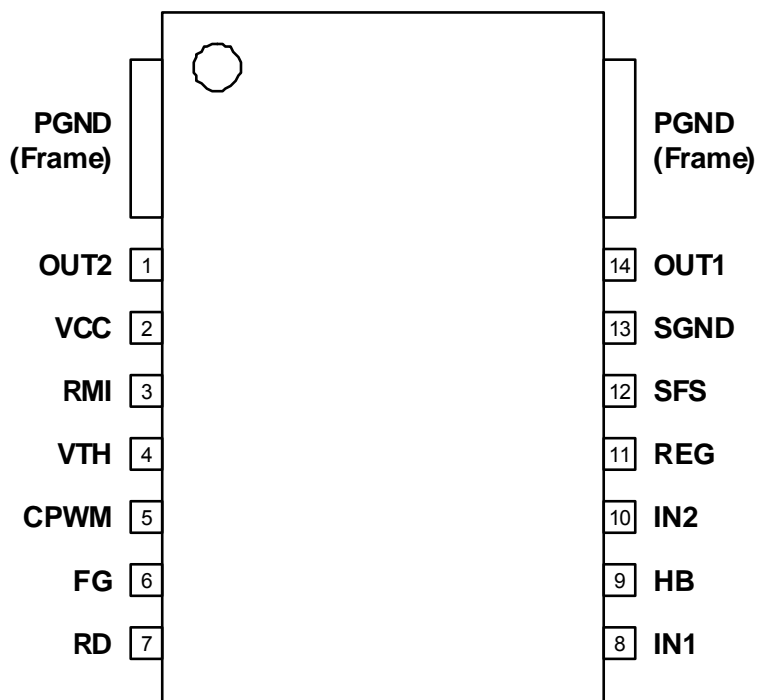 PGND
(Frame)
PGND
(Frame)
OUT2 1
14 OUT1
VCC 2
13 SGND
RMI 3
12 SFS
VTH 4
11 REG
CPWM 5
10 IN2
FG 6
9 HB
RD 7
8 IN1